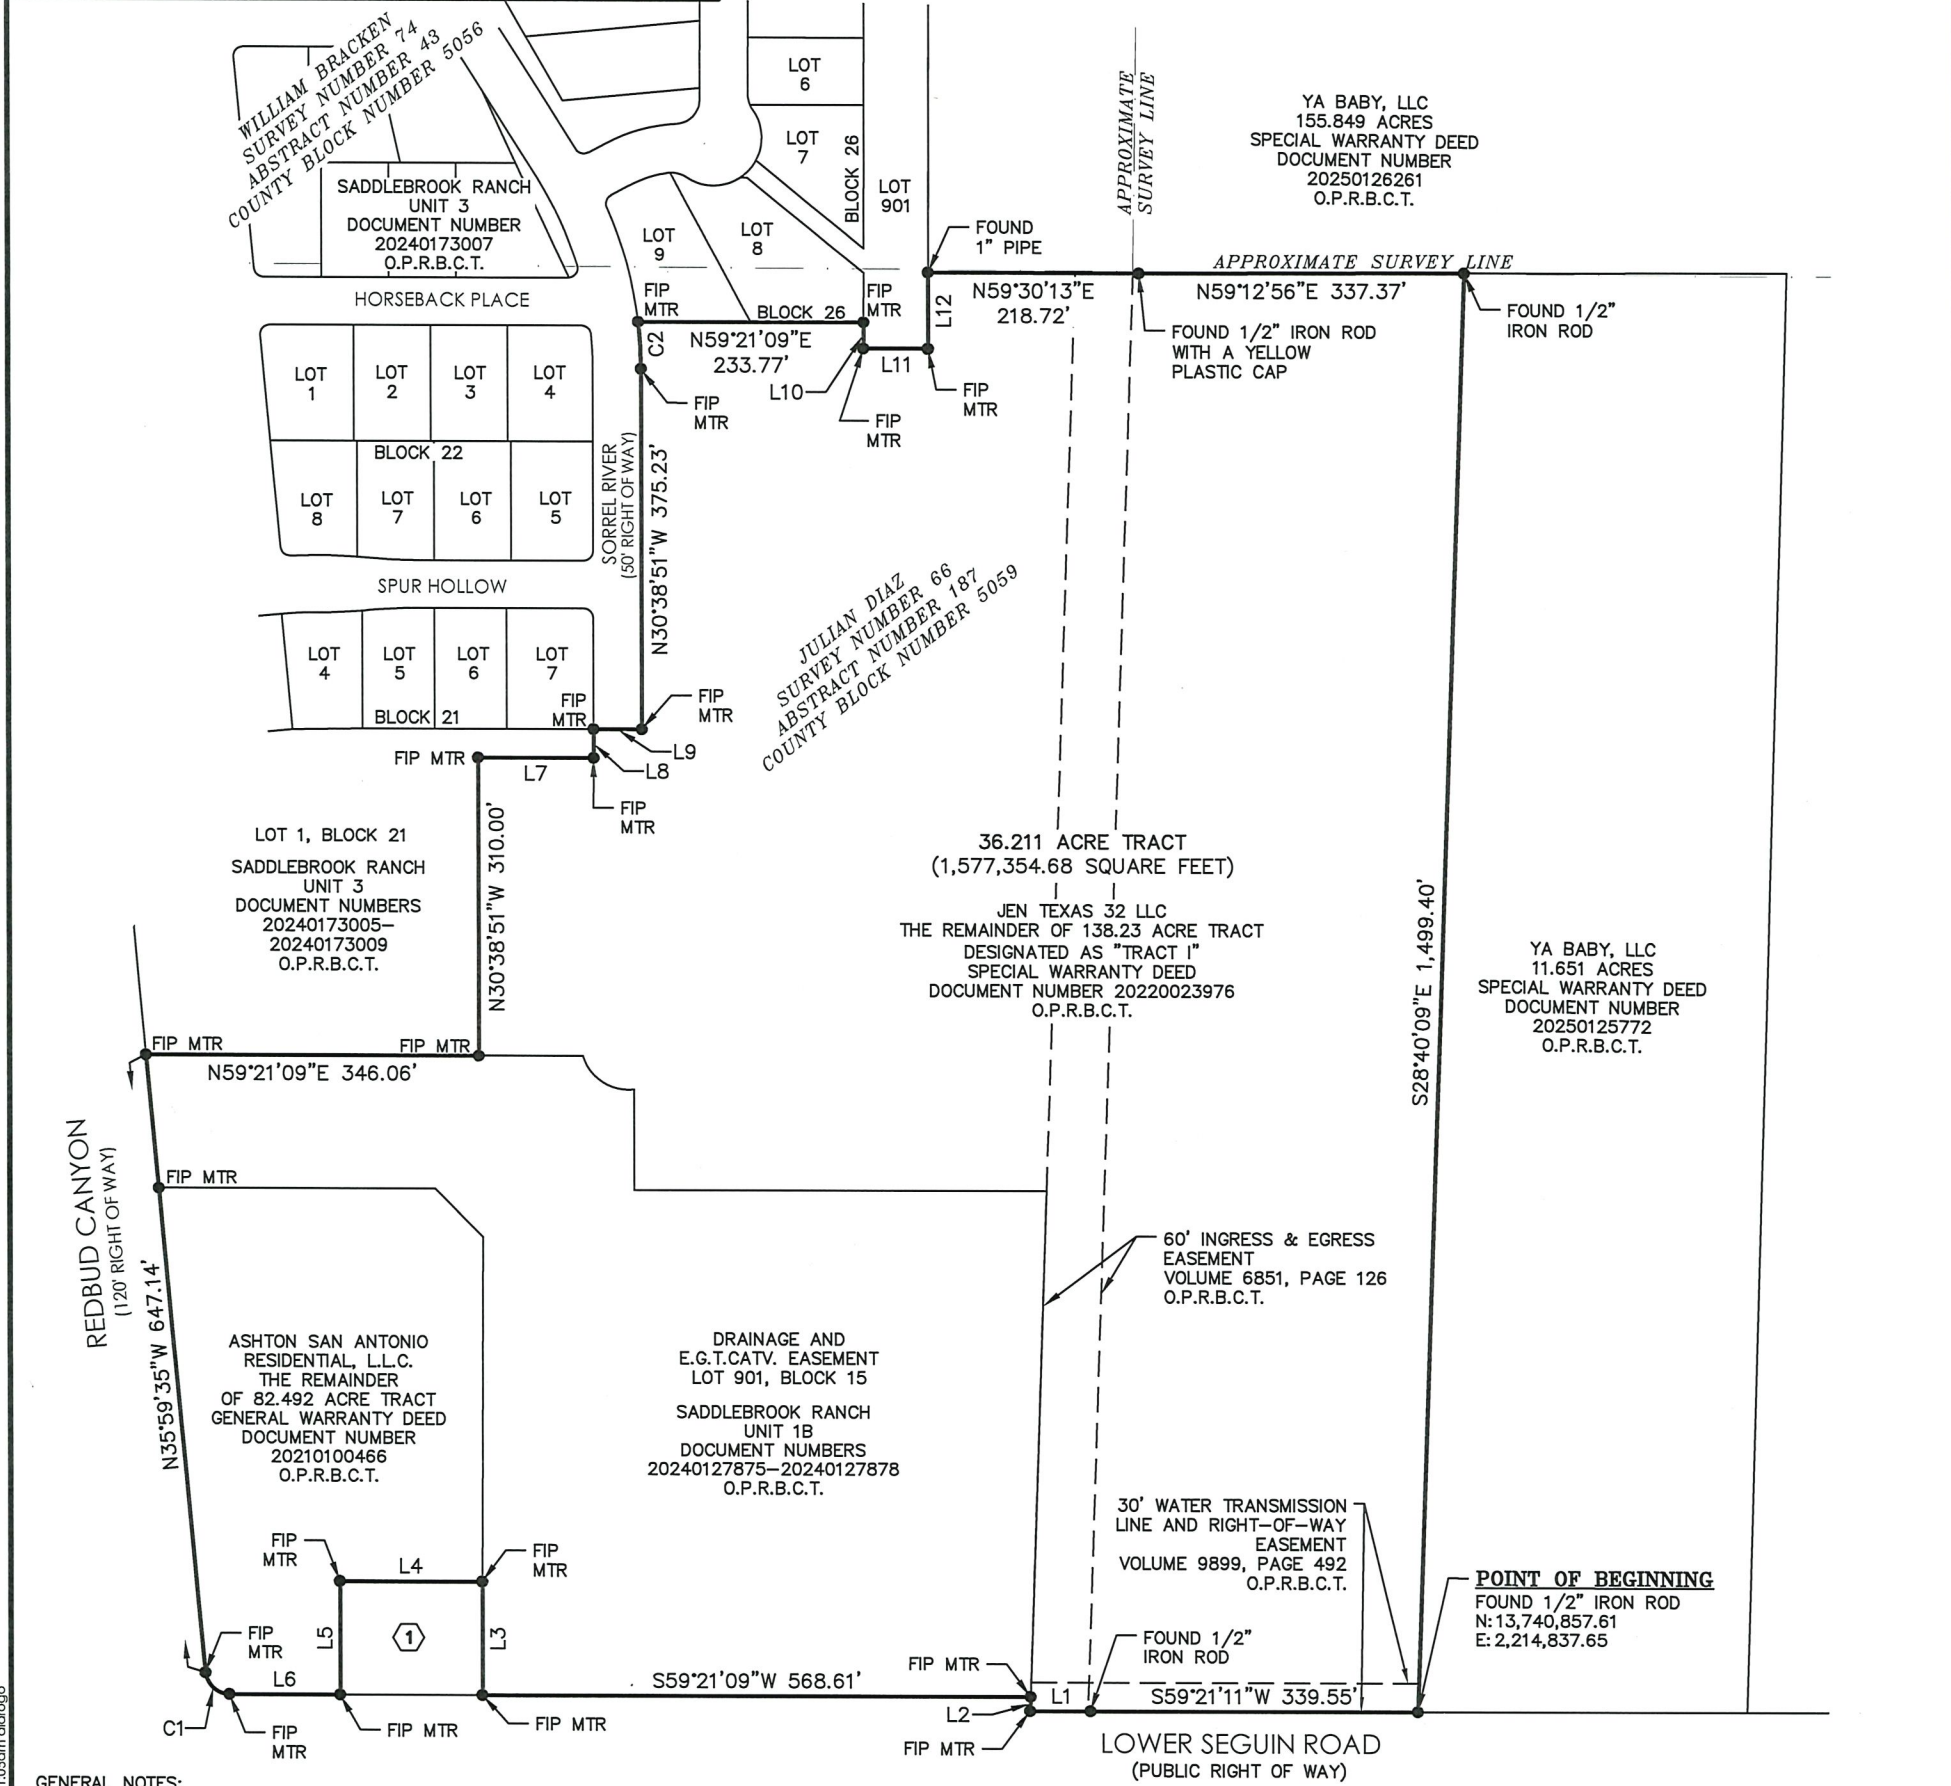 WILLIAM BRACKEN
SURVEY NUMBER 74
ABSTRACT NUMBER 43
COUNTY BLOCK NUMBER 5056
SADDLEBROOK RANCH
UNIT 3
DOCUMENT NUMBER
20240173007
O.P.R.B.C.T.
HORSEBACK PLACE
LOT
6
LOT
7
BLOCK 26
LOT
901
LOT
8
LOT
9
APPROXIMATE
SURVEY LINE
YA BABY, LLC
155.849 ACRES
SPECIAL WARRANTY DEED
DOCUMENT NUMBER
20250126261
O.P.R.B.C.T.
FOUND
1" PIPE
APPROXIMATE SURVEY LINE
N59°30'13"E
218.72'
N59°12'56"E 337.37'
FOUND 1/2"
IRON ROD
FOUND 1/2" IRON ROD
WITH A YELLOW
PLASTIC CAP
FIP
MTR
BLOCK 26
FIP
MTR
L12
C2
N59°21'09"E
233.77'
L10
L11
FIP
MTR
FIP
MTR
FIP
MTR
LOT
1
LOT
2
LOT
3
LOT
4
BLOCK 22
LOT
8
LOT
7
LOT
6
LOT
5
SORREL RIVER
(50' RIGHT OF WAY)
N30°38'51"W 375.23'
SPUR HOLLOW
LOT
4
LOT
5
LOT
6
LOT
7
BLOCK 21
FIP
MTR
FIP
MTR
L9
L8
FIP MTR
L7
FIP
MTR
JULIAN DIAZ
SURVEY NUMBER 66
ABSTRACT NUMBER 187
COUNTY BLOCK NUMBER 5059
LOT 1, BLOCK 21
SADDLEBROOK RANCH
UNIT 3
DOCUMENT NUMBERS
20240173005–
20240173009
O.P.R.B.C.T.
N30°38'51"W 310.00'
36.211 ACRE TRACT
(1,577,354.68 SQUARE FEET)
JEN TEXAS 32 LLC
THE REMAINDER OF 138.23 ACRE TRACT
DESIGNATED AS "TRACT I"
SPECIAL WARRANTY DEED
DOCUMENT NUMBER 20220023976
O.P.R.B.C.T.
S28°40'09"E 1,499.40'
YA BABY, LLC
11.651 ACRES
SPECIAL WARRANTY DEED
DOCUMENT NUMBER
20250125772
O.P.R.B.C.T.
FIP MTR
FIP MTR
N59°21'09"E 346.06'
FIP MTR
REDBUD CANYON
(120' RIGHT OF WAY)
N35°59'35"W 647.14'
60' INGRESS & EGRESS
EASEMENT
VOLUME 6851, PAGE 126
O.P.R.B.C.T.
ASHTON SAN ANTONIO
RESIDENTIAL, L.L.C.
THE REMAINDER
OF 82.492 ACRE TRACT
GENERAL WARRANTY DEED
DOCUMENT NUMBER
20210100466
O.P.R.B.C.T.
DRAINAGE AND
E.G.T.CATV. EASEMENT
LOT 901, BLOCK 15
SADDLEBROOK RANCH
UNIT 1B
DOCUMENT NUMBERS
20240127875–20240127878
O.P.R.B.C.T.
30' WATER TRANSMISSION
LINE AND RIGHT–OF–WAY
EASEMENT
VOLUME 9899, PAGE 492
O.P.R.B.C.T.
POINT OF BEGINNING
FOUND 1/2" IRON ROD
N: 13,740,857.61
E: 2,214,837.65
FIP
MTR
L4
FIP
MTR
L5
1
L3
FIP
MTR
L6
C1
FIP
MTR
FIP MTR
FIP MTR
S59°21'09"W 568.61'
FIP MTR
L1
L2
FIP MTR
FOUND 1/2"
IRON ROD
S59°21'11"W 339.55'
LOWER SEGUIN ROAD
(PUBLIC RIGHT OF WAY)
GENERAL NOTES: